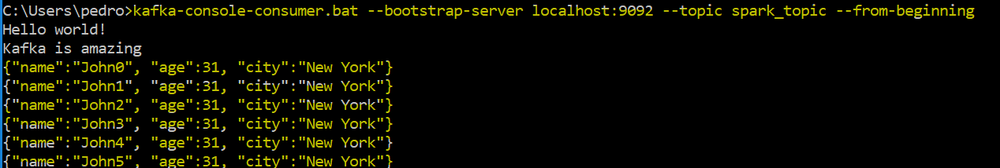 C:\Users\pedro>kafka-console-consumer.bat --bootstrap-server localhost:9092 --topic spark_topic --from-beginning
Hello world!
Kafka is amazing
{"name":"John0", "age":31, "city":"New York"}
{"name":"John1", "age":31, "city":"New York"}
{"name":"John2", "age":31, "city":"New York"}
{"name":"John3", "age":31, "city":"New York"}
{"name":"John4", "age":31, "city":"New York"}
{"name":"John5", "age":31, "city":"New York"}